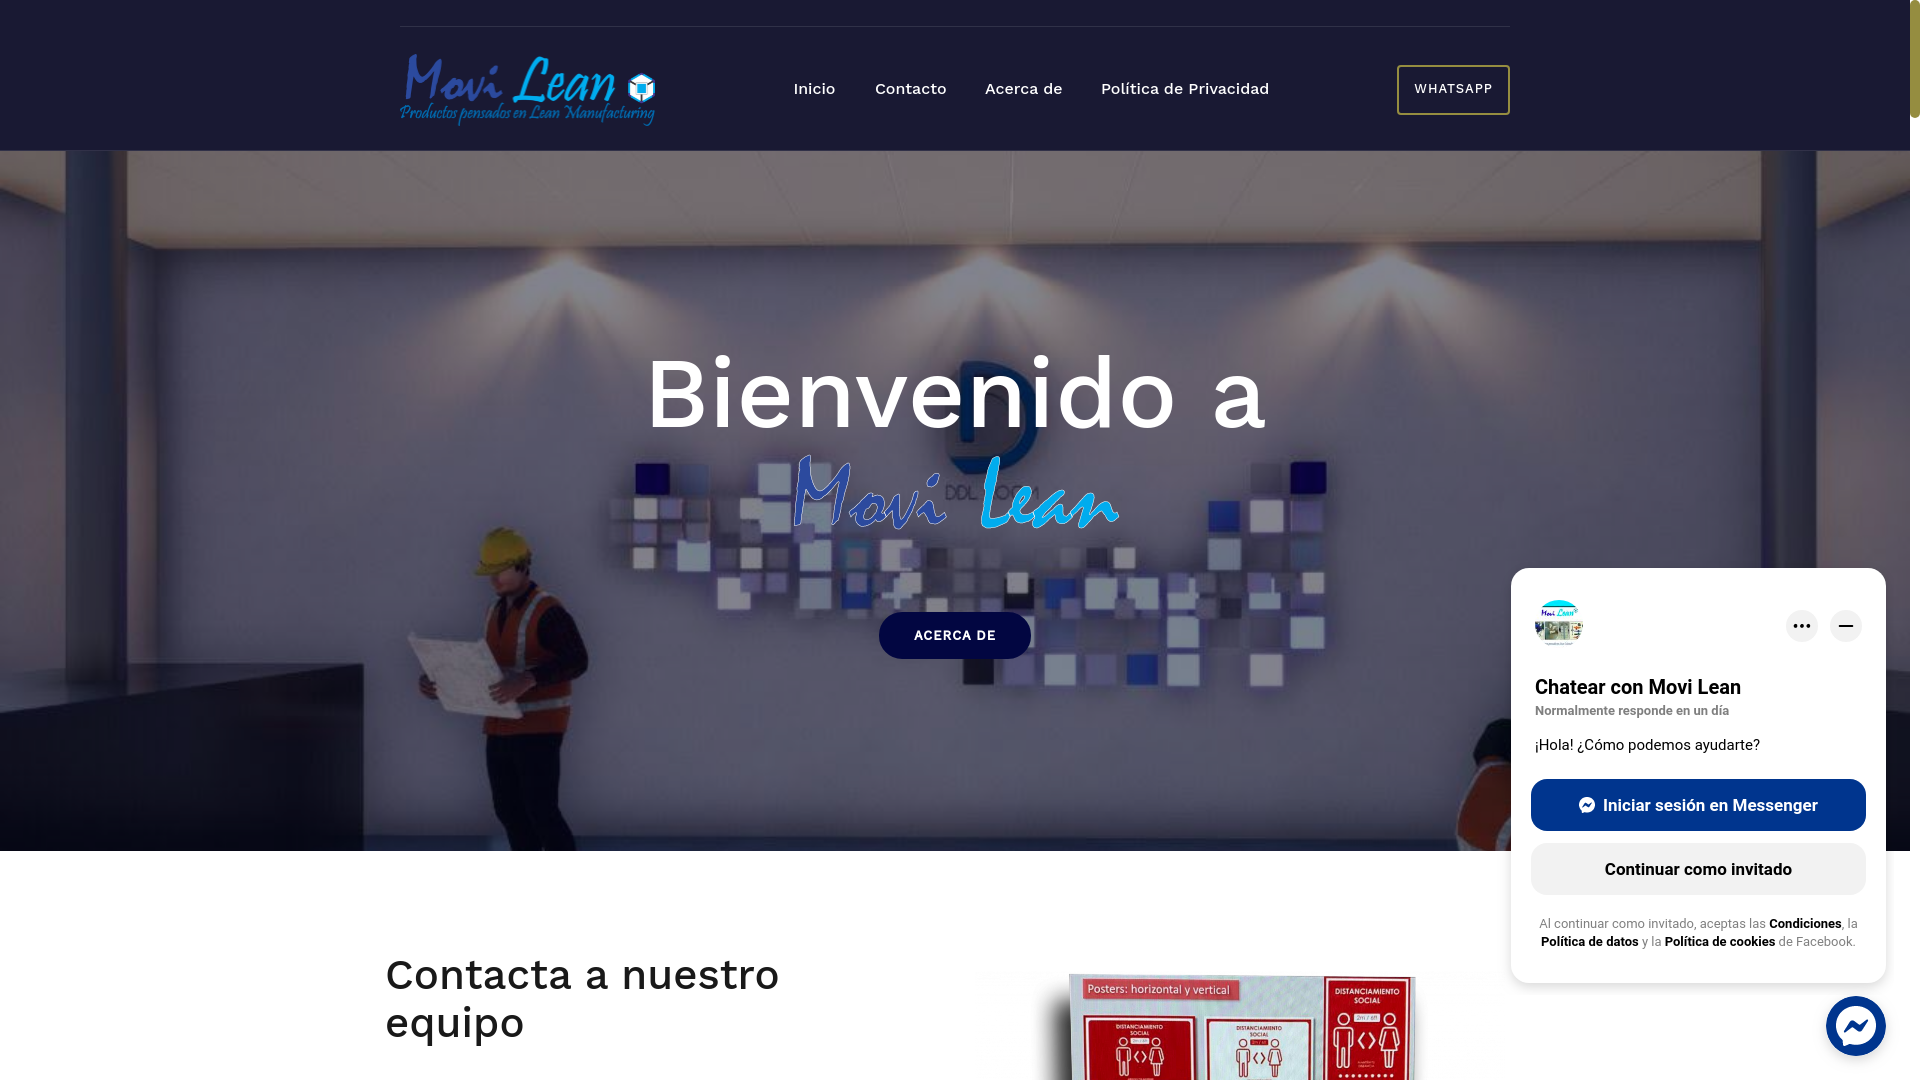 Movi Lean
Productos pensados en Lean Manufacturing
Inicio
Contacto
Acerca de
Política de Privacidad
WHATSAPP
Bienvenido a
Movi Lean
ACERCA DE
Chatear con Movi Lean
Normalmente responde en un día
¡Hola! ¿Cómo podemos ayudarte?
Iniciar sesión en Messenger
Continuar como invitado
Al continuar como invitado, aceptas las Condiciones, la
Política de datos y la Política de cookies de Facebook.
Contacta a nuestro
equipo
Posters: horizontal y vertical
DISTANCIAMIENTO
SOCIAL
DISTANCIAMIENTO
SOCIAL
DISTANCIAMIENTO
SOCIAL